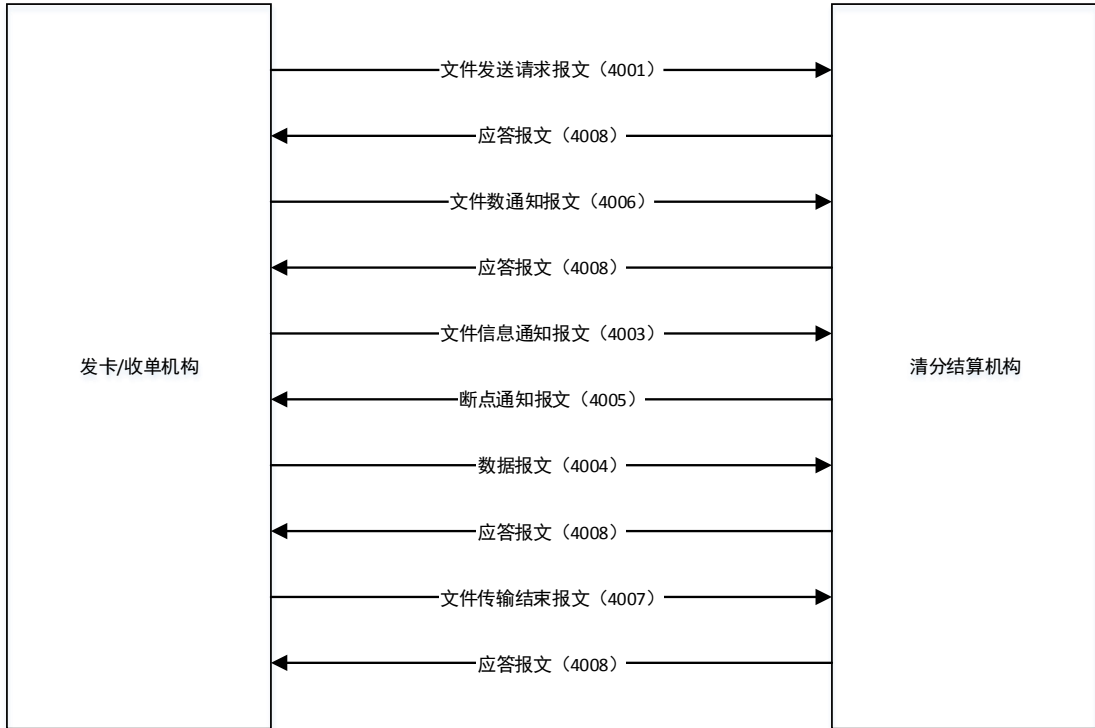 文件发送请求报文（4001）
应答报文（4008）
文件数通知报文（4006）
应答报文（4008）
文件信息通知报文（4003）
发卡/收单机构
清分结算机构
断点通知报文（4005）
数据报文（4004）
应答报文（4008）
文件传输结束报文（4007）
应答报文（4008）